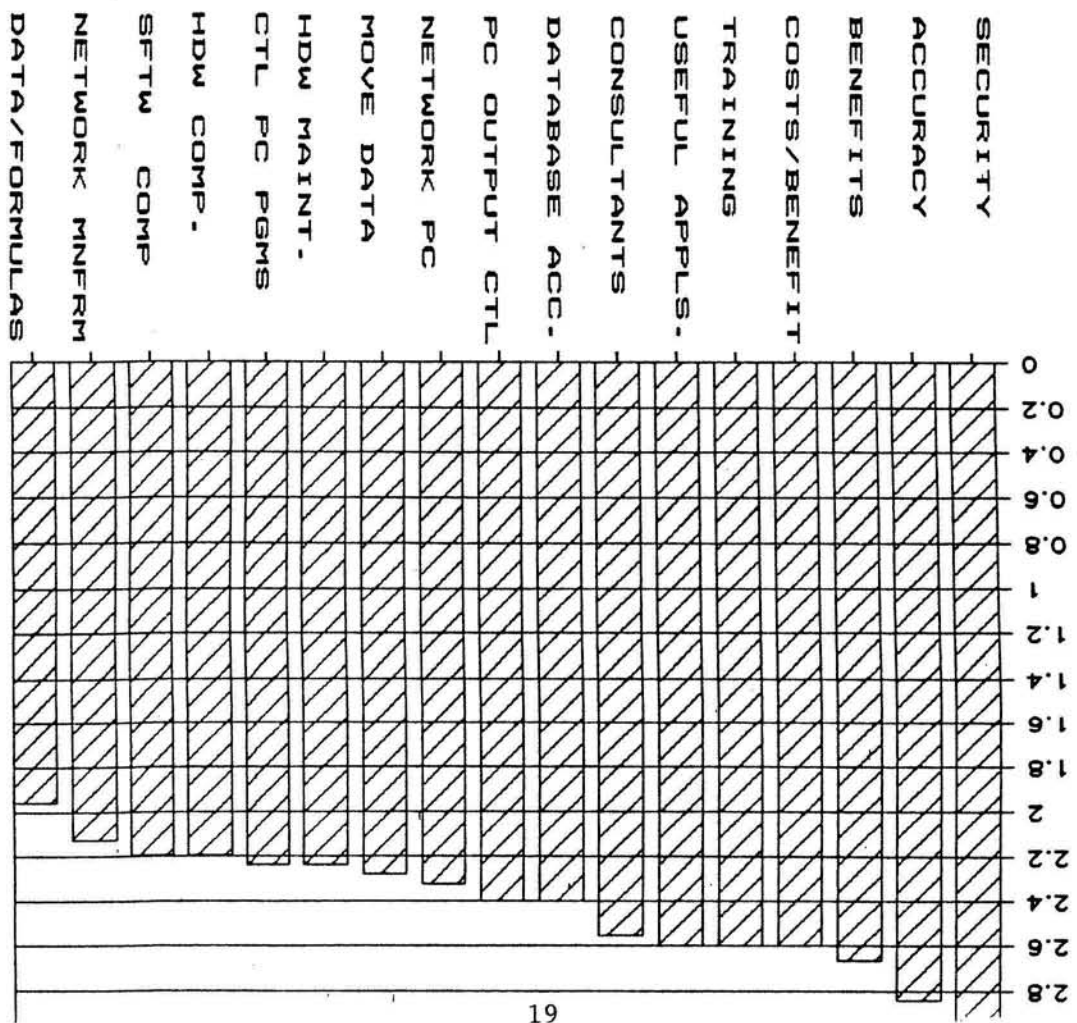 SECURITY
ACCURACY
BENEFITS
COSTS/BENEFIT
TRAINING
USEFUL APPLS.
CONSULTANTS
DATABASE ACC.
PC OUTPUT CTL
NETWORK PC
MOVE DATA
HDW MAINT.
CTL PC PGMS
HDW COMP.
SFTW COMP
NETWORK MNFRM
DATA/FORMULAS
0
0.2
0.4
0.6
0.8
1
1.2
1.4
1.6
1.8
2
2.2
2.4
2.6
2.8
19